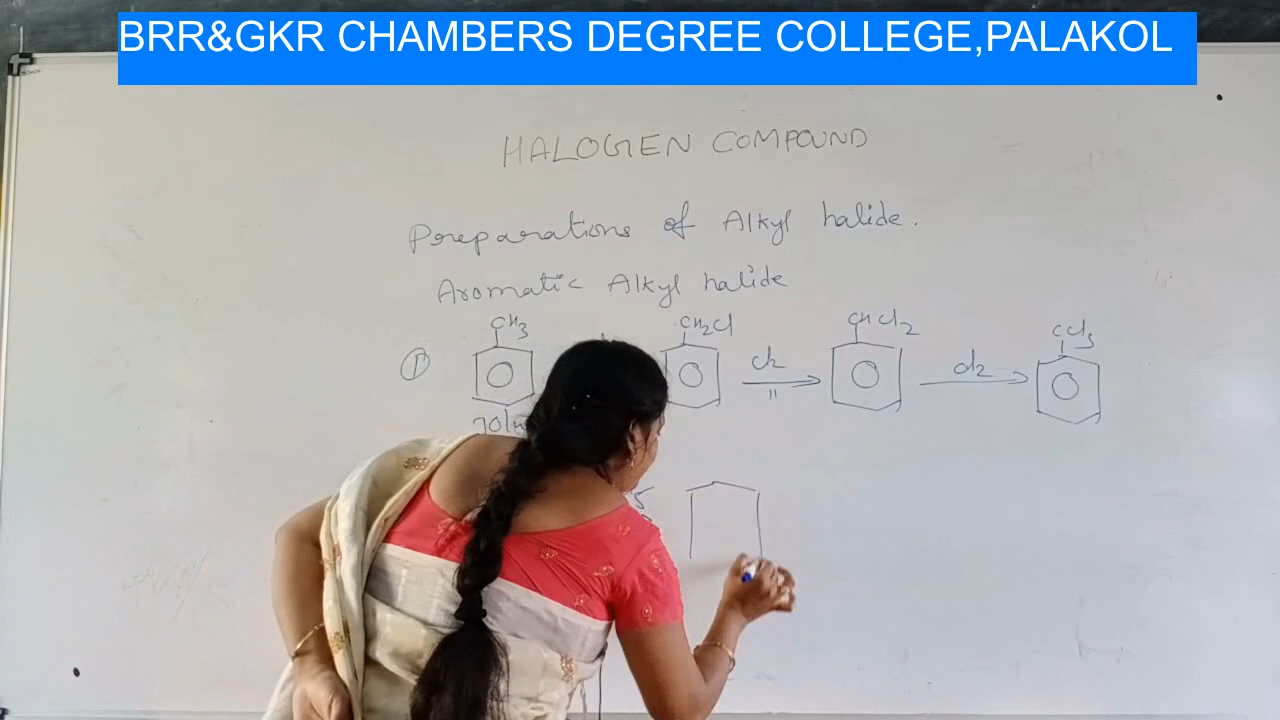 BRR&GKR CHAMBERS DEGREE COLLEGE,PALAKOL
HALOGEN COMPOUND
Preparations of Alkyl halide.
Aromatic Alkyl halide
① CH3 CH2Cl Cl2 " CHCl2 Cl2 CCl3